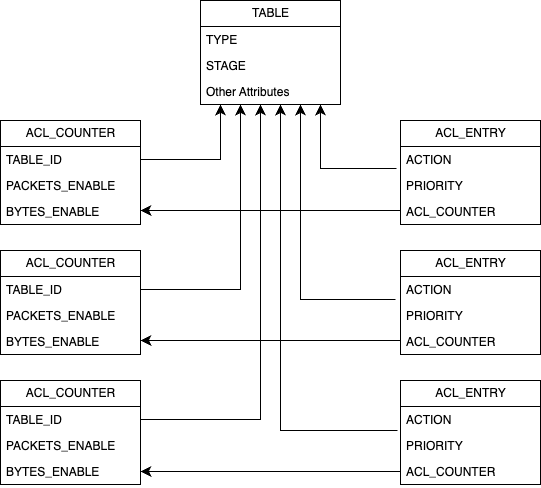 TABLE
TYPE
STAGE
Other Attributes
ACL_COUNTER
TABLE_ID
PACKETS_ENABLE
BYTES_ENABLE
ACL_ENTRY
ACTION
PRIORITY
ACL_COUNTER
ACL_COUNTER
TABLE_ID
PACKETS_ENABLE
BYTES_ENABLE
ACL_ENTRY
ACTION
PRIORITY
ACL_COUNTER
ACL_COUNTER
TABLE_ID
PACKETS_ENABLE
BYTES_ENABLE
ACL_ENTRY
ACTION
PRIORITY
ACL_COUNTER